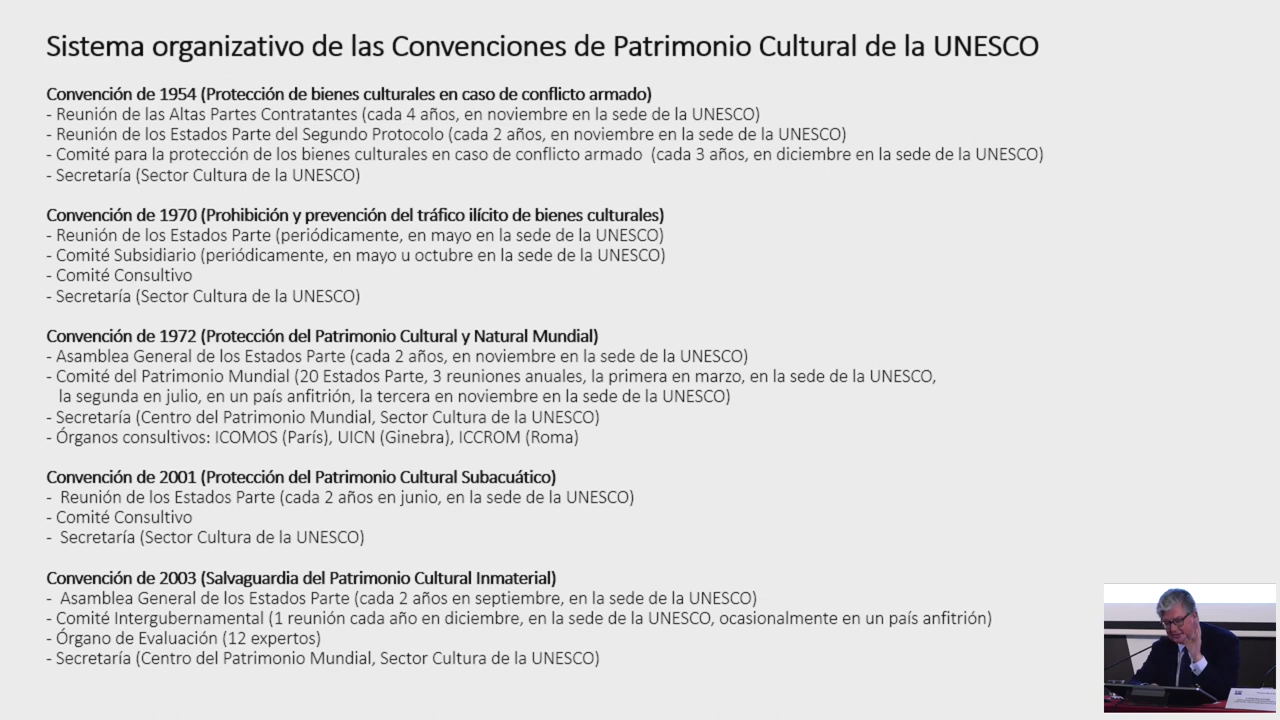 Sistema organizativo de las Convenciones de Patrimonio Cultural de la UNESCO
Convención de 1954 (Protección de bienes culturales en caso de conflicto armado)
- Reunión de las Altas Partes Contratantes (cada 4 años, en noviembre en la sede de la UNESCO)
- Reunión de los Estados Parte del Segundo Protocolo (cada 2 años, en noviembre en la sede de la UNESCO)
- Comité para la protección de los bienes culturales en caso de conflicto armado (cada 3 años, en diciembre en la sede de la UNESCO)
- Secretaría (Sector Cultura de la UNESCO)
Convención de 1970 (Prohibición y prevención del tráfico ilícito de bienes culturales)
- Reunión de los Estados Parte (periódicamente, en mayo en la sede de la UNESCO)
- Comité Subsidiario (periódicamente, en mayo u octubre en la sede de la UNESCO)
- Comité Consultivo
- Secretaría (Sector Cultura de la UNESCO)
Convención de 1972 (Protección del Patrimonio Cultural y Natural Mundial)
- Asamblea General de los Estados Parte (cada 2 años, en noviembre en la sede de la UNESCO)
- Comité del Patrimonio Mundial (20 Estados Parte, 3 reuniones anuales, la primera en marzo, en la sede de la UNESCO,
la segunda en julio, en un país anfitrión, la tercera en noviembre en la sede de la UNESCO)
- Secretaría (Centro del Patrimonio Mundial, Sector Cultura de la UNESCO)
- Órganos consultivos: ICOMOS (París), UICN (Ginebra), ICCROM (Roma)
Convención de 2001 (Protección del Patrimonio Cultural Subacuático)
- Reunión de los Estados Parte (cada 2 años en junio, en la sede de la UNESCO)
- Comité Consultivo
- Secretaría (Sector Cultura de la UNESCO)
Convención de 2003 (Salvaguardia del Patrimonio Cultural Inmaterial)
- Asamblea General de los Estados Parte (cada 2 años en septiembre, en la sede de la UNESCO)
- Comité Intergubernamental (1 reunión cada año en diciembre, en la sede de la UNESCO, ocasionalmente en un país anfitrión)
- Órgano de Evaluación (12 expertos)
- Secretaría (Centro del Patrimonio Mundial, Sector Cultura de la UNESCO)